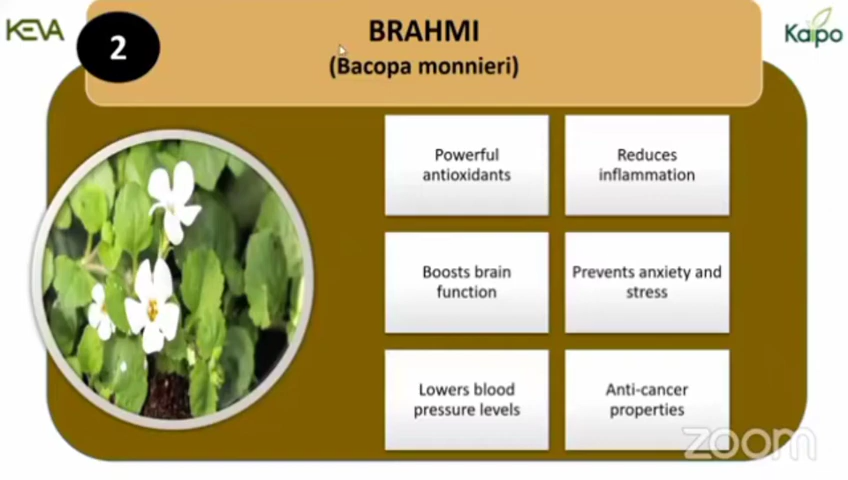 KEVA
2
BRAHMI
(Bacopa monnieri)
Kaipo
Powerful
antioxidants
Reduces
inflammation
Boosts brain
function
Prevents anxiety and
stress
Lowers blood
pressure levels
Anti-cancer
properties
zoom